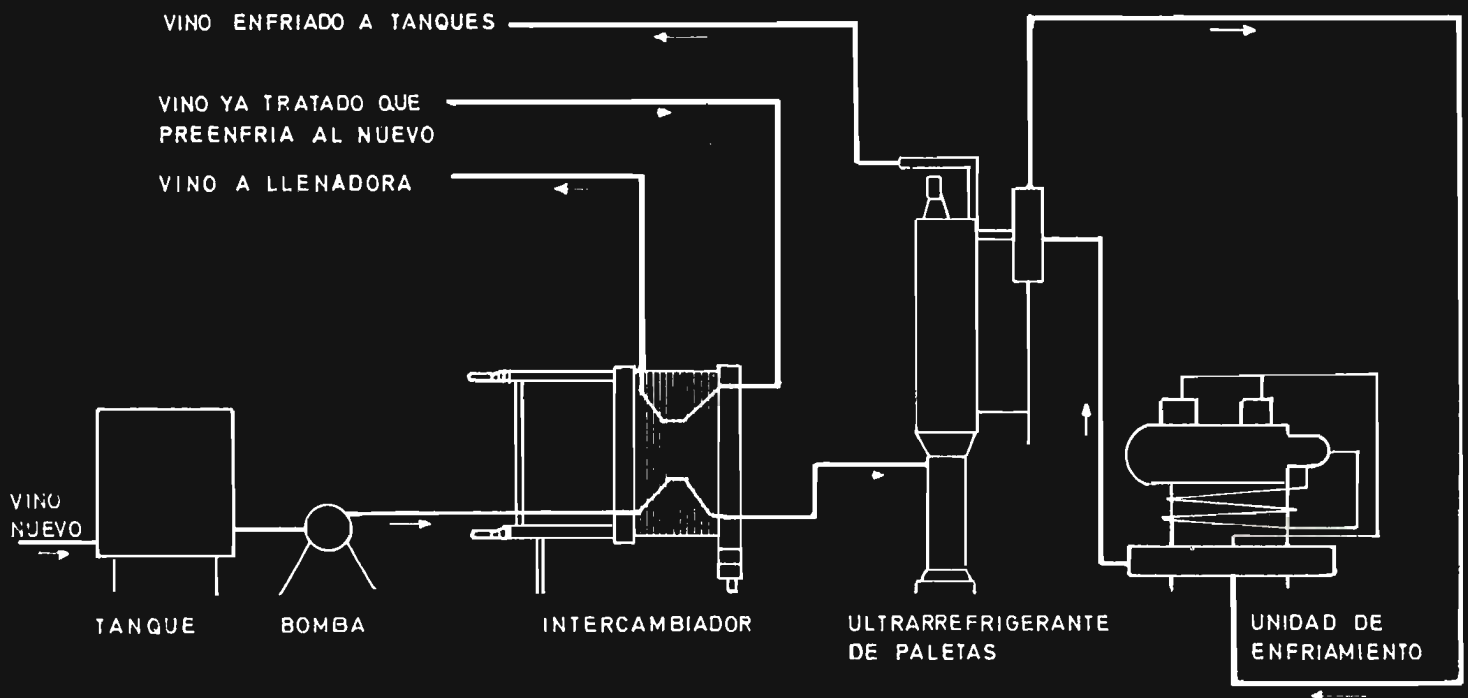 VINO ENFRIADO A TANQUES
VINO YA TRATADO QUE
PREENFRIA AL NUEVO
VINO A LLENADORA
VINO
NUEVO
TANQUE
BOMBA
INTERCAMBIADOR
ULTRARREFRIGERANTE
DE PALETAS
UNIDAD DE
ENFRIAMIENTO